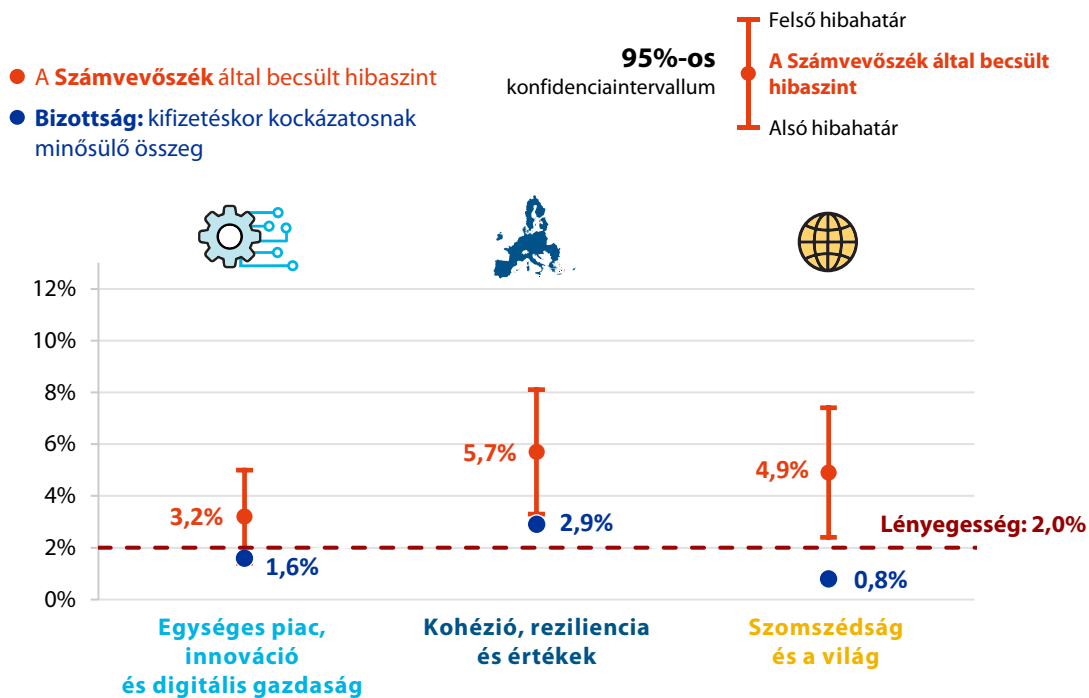 A Számvevőszék által becsült hibaszint
Bizottság: kifizetéskor kockázatosnak
minősülő összeg
95%-os
konfidenciaintervallum
Felső hibahatár
A Számvevőszék által becsült
hibaszint
Alsó hibahatár
12%
10%
8%
6%
4%
2%
0%
3,2%
1,6%
5,7%
2,9%
4,9%
0,8%
Lényegesség: 2,0%
Egységes piac,
innováció
és digitális gazdaság
Kohézió, reziliencia
és értékek
Szomszédság
és a világ